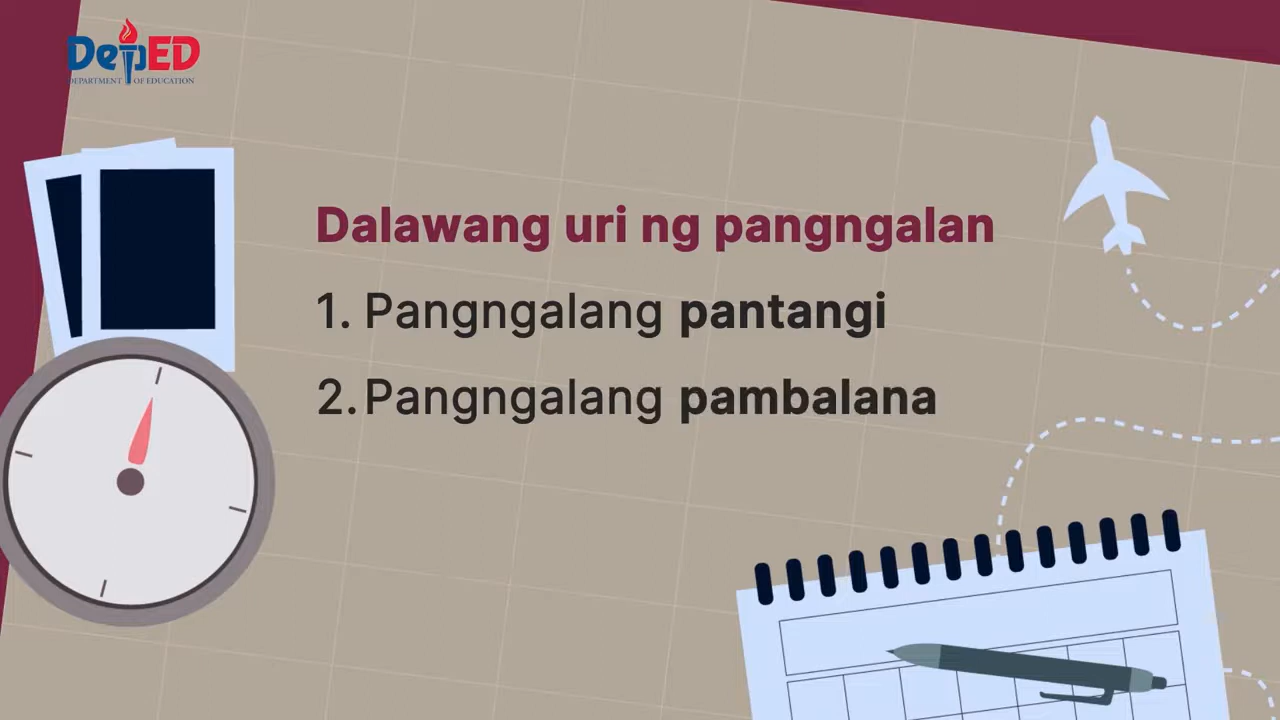 DepED
DEPARTMENT OF EDUCATION
Dalawang uri ng pangngalan
1. Pangngalang pantangi
2. Pangngalang pambalana